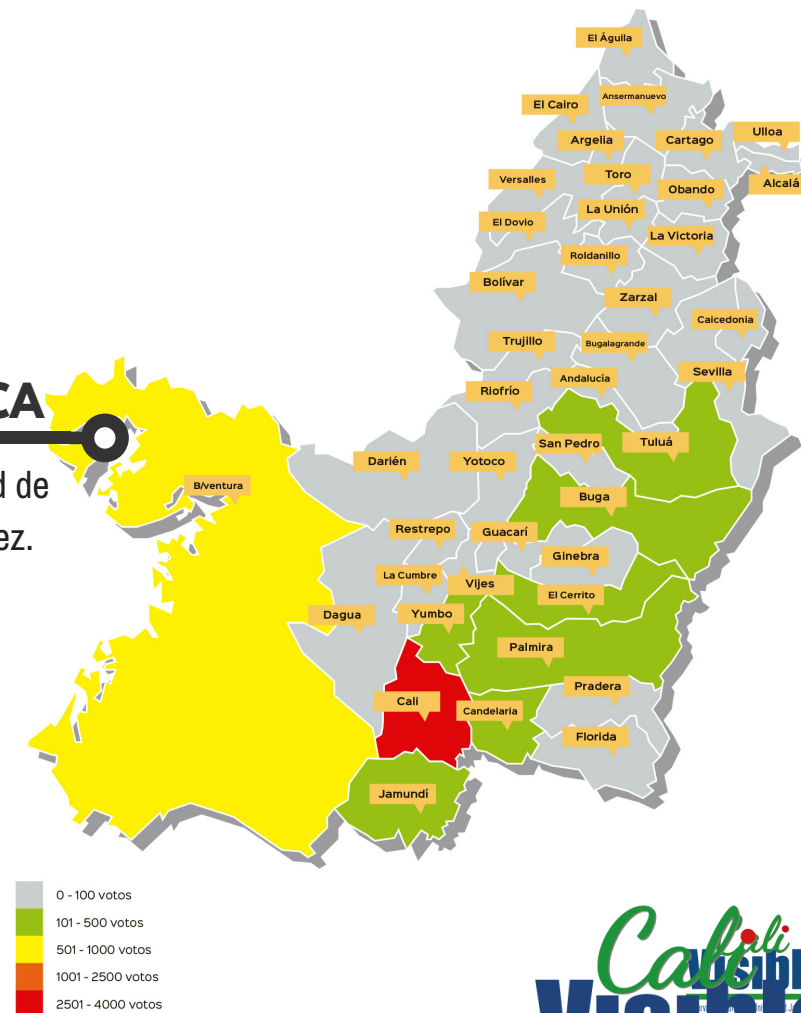 El Águila
Ansermanuevo
El Cairo
Argelia
Cartago
Ulloa
Versalles
Toro
Obando
Alcalá
El Dovio
La Unión
La Victoria
Roldanillo
Bolívar
Zarzal
Caicedonia
Trujillo
Bugalagrande
Riofrío
Andalucía
Sevilla
CA
San Pedro
Tuluá
Darién
Yotoco
d de
B/ventura
Buga
ez.
Restrepo
Guacarí
Ginebra
La Cumbre
Vijes
El Cerrito
Dagua
Yumbo
Palmira
Pradera
Cali
Candelaria
Florida
Jamundí
0 - 100 votos
101 - 500 votos
501 - 1000 votos
1001 - 2500 votos
2501 - 4000 votos
Cali